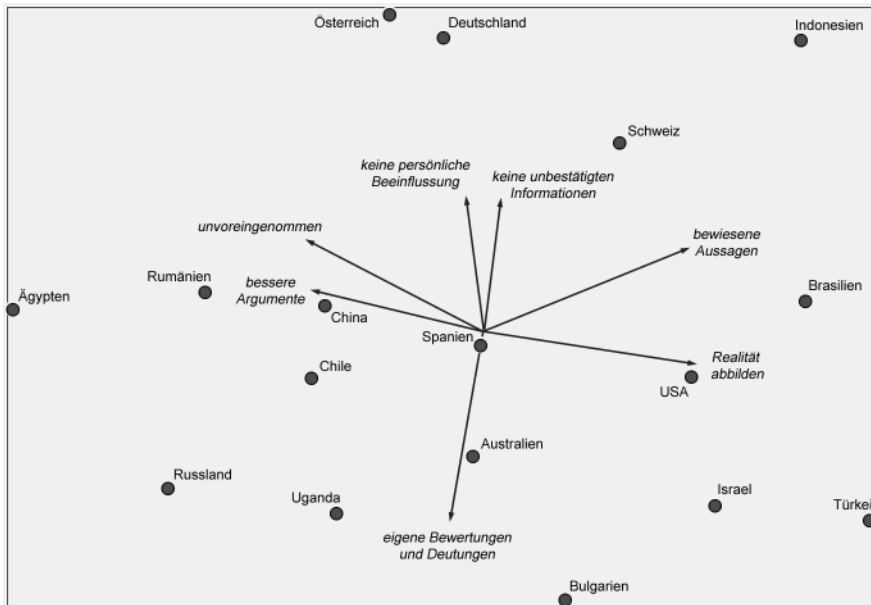 Österreich
Deutschland
Indonesien
Schweiz
keine persönliche
Beeinflussung
keine unbestätigten
Informationen
unvoreingenommen
bewiesene
Aussagen
Rumänien
bessere
Argumente
Ägypten
China
Brasilien
Spanien
Chile
Realität
abbilden
USA
Australien
Russland
Uganda
Israel
Türkei
eigene Bewertungen
und Deutungen
Bulgarien